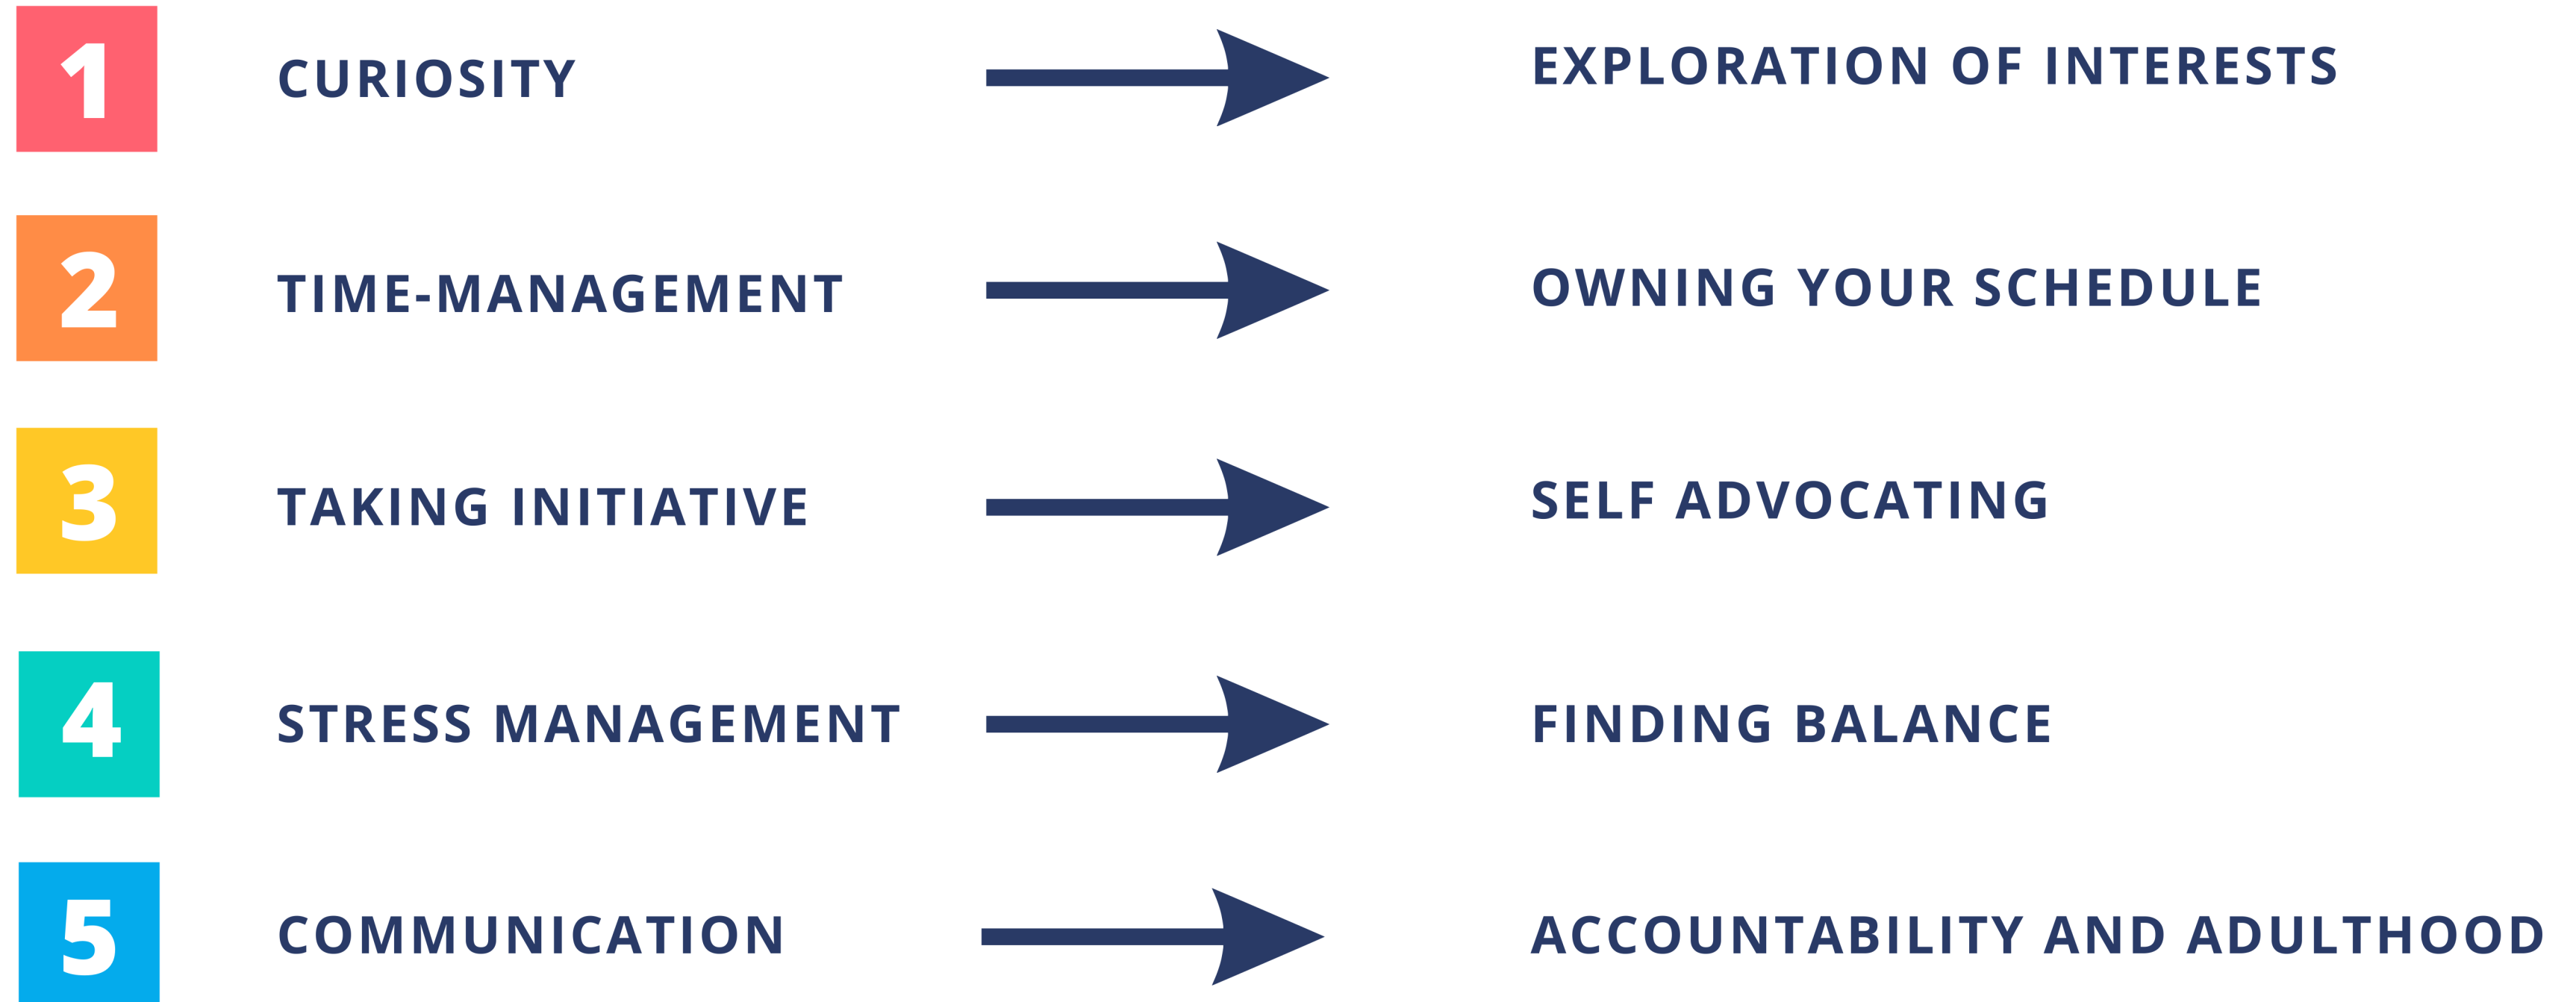 1 CURIOSITY EXPLORATION OF INTERESTS
2 TIME-MANAGEMENT OWNING YOUR SCHEDULE
3 TAKING INITIATIVE SELF ADVOCATING
4 STRESS MANAGEMENT FINDING BALANCE
5 COMMUNICATION ACCOUNTABILITY AND ADULTHOOD